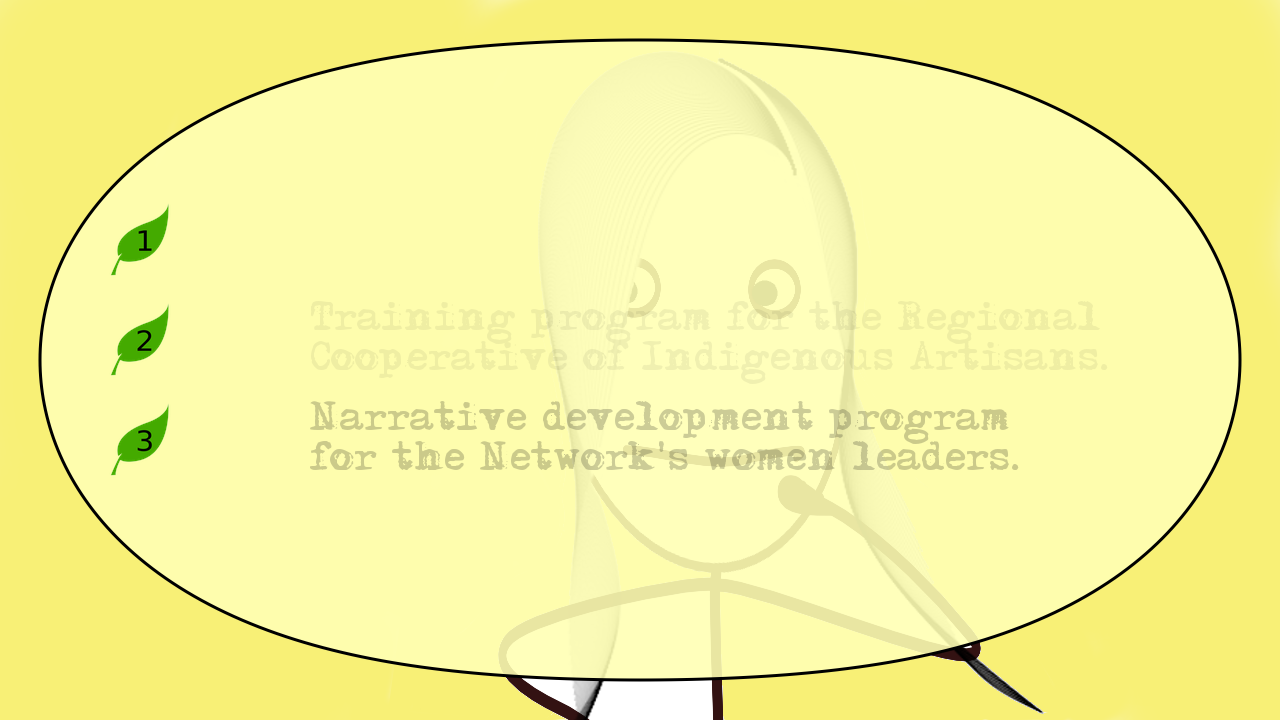 1
Training program for the Regional
2
Cooperative of Indigenous Artisans.
Narrative development program
3
for the Network's women leaders.